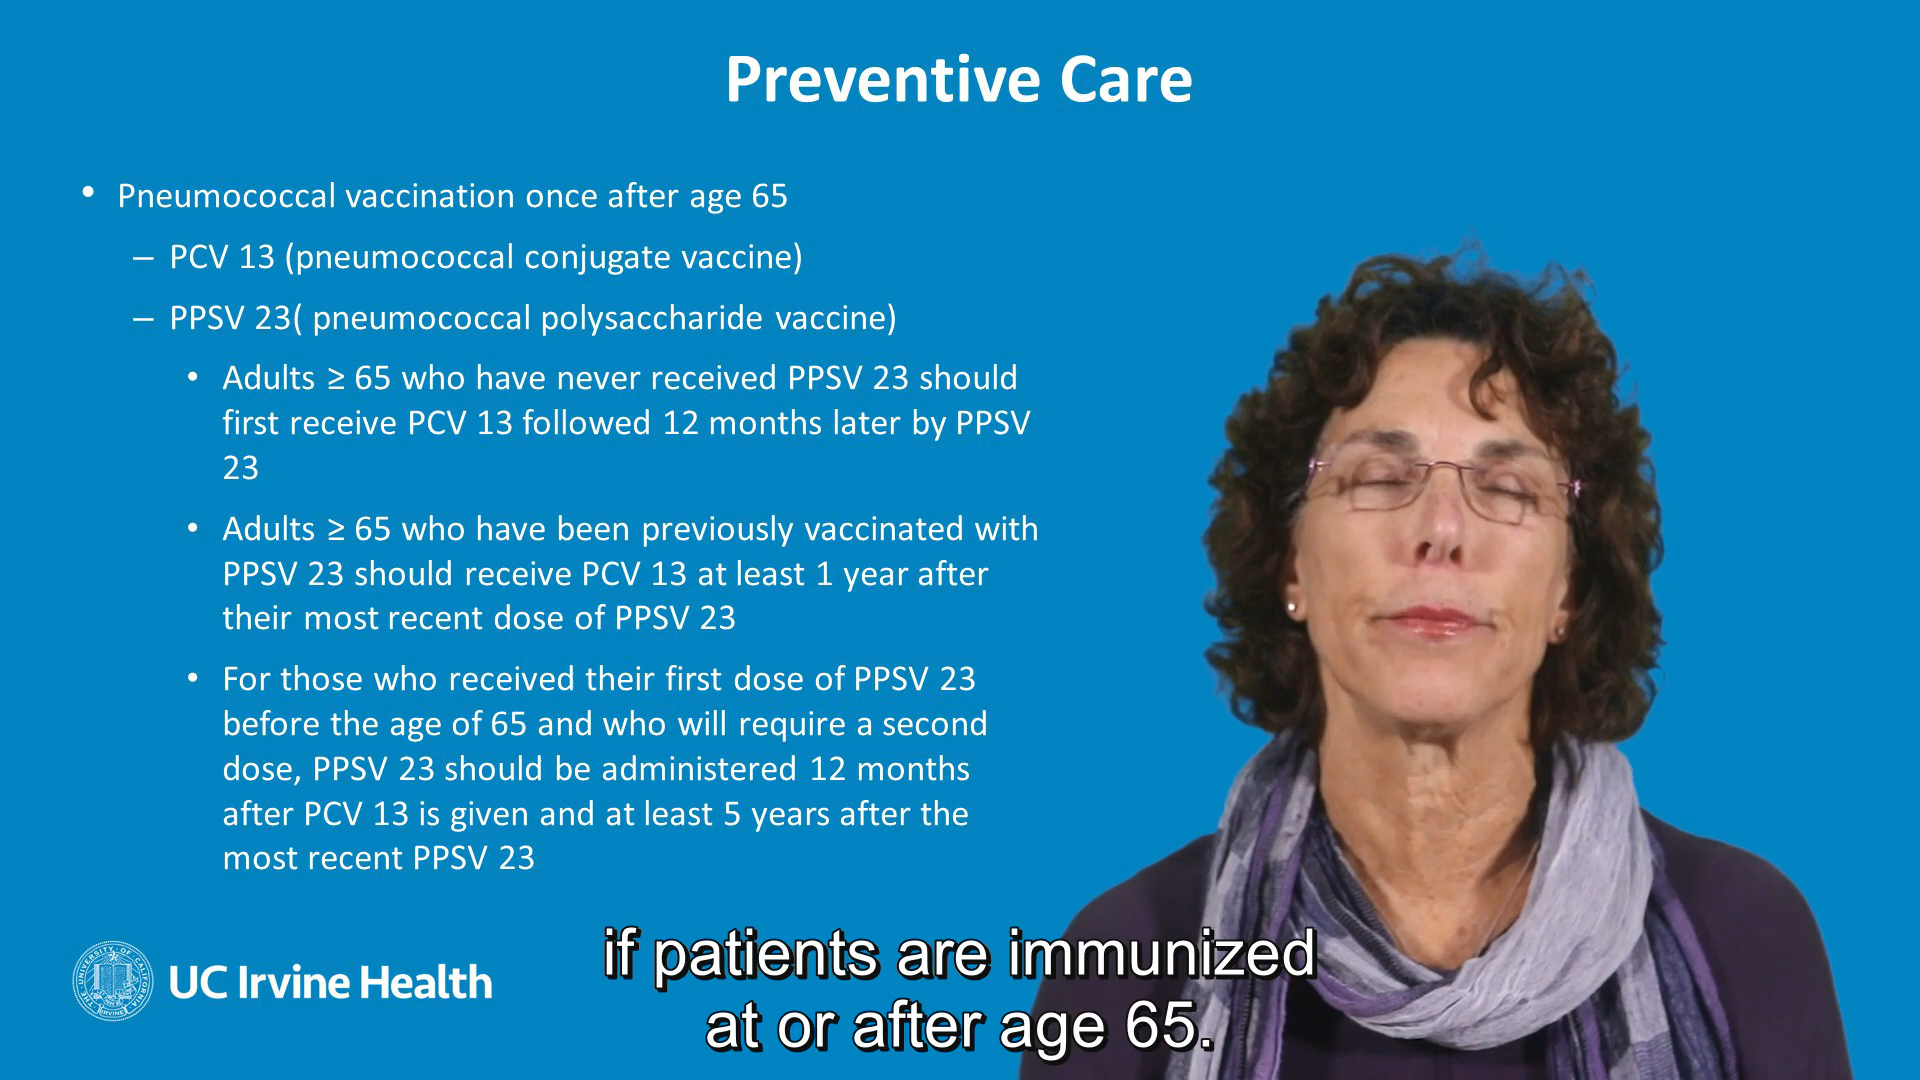 Preventive Care
• Pneumococcal vaccination once after age 65
– PCV 13 (pneumococcal conjugate vaccine)
– PPSV 23( pneumococcal polysaccharide vaccine)
• Adults ≥ 65 who have never received PPSV 23 should
first receive PCV 13 followed 12 months later by PPSV
23
• Adults ≥ 65 who have been previously vaccinated with
PPSV 23 should receive PCV 13 at least 1 year after
their most recent dose of PPSV 23
• For those who received their first dose of PPSV 23
before the age of 65 and who will require a second
dose, PPSV 23 should be administered 12 months
after PCV 13 is given and at least 5 years after the
most recent PPSV 23
UC Irvine Health
if patients are immunized
at or after age 65.